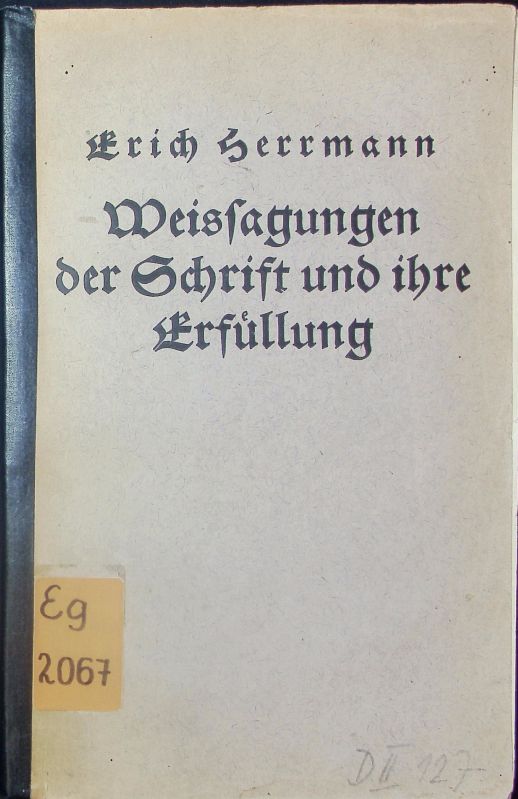 Erich Herrmann
Weissagungen
der Schrift und ihre
Erfüllung
Eg
2067
D II 127